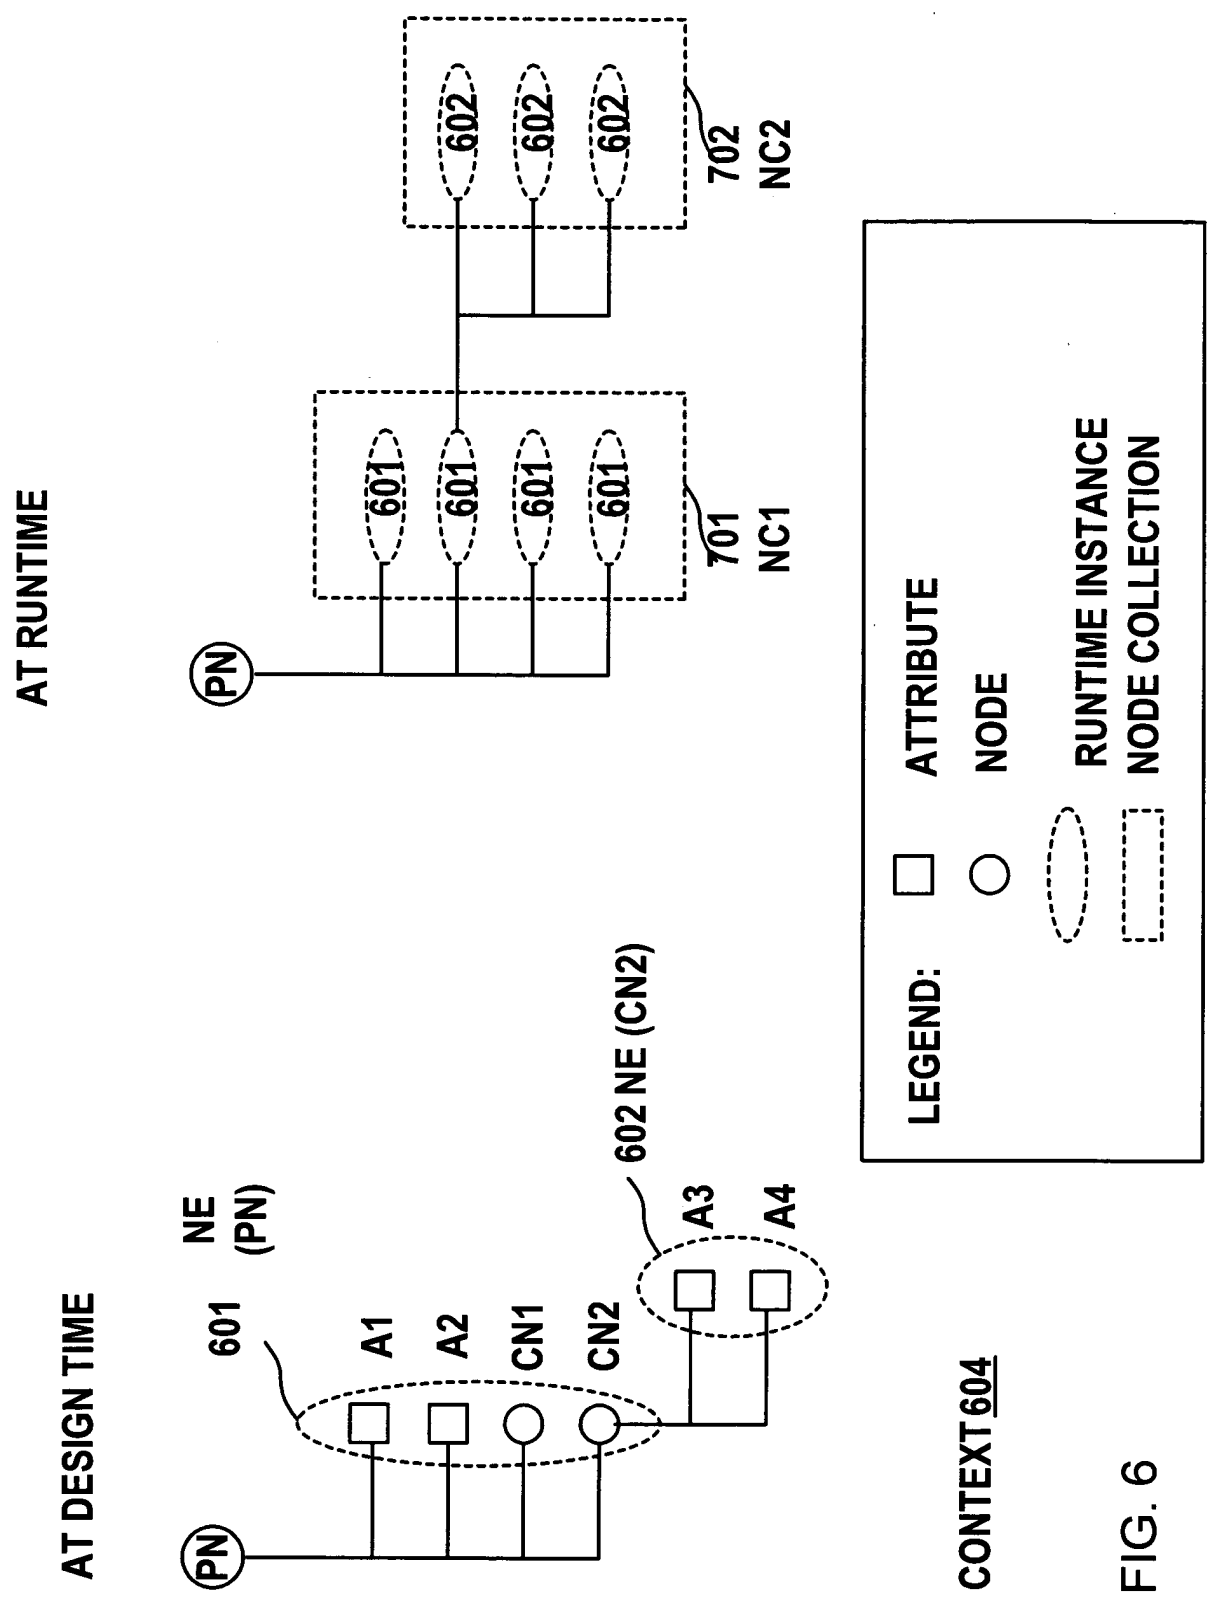 AT DESIGN TIME
AT RUNTIME
PN
601
NE
(PN)
A1
A2
CN1
CN2
602 NE (CN2)
A3
A4
PN
601
601
601
601
701
NC1
602
602
602
702
NC2
LEGEND:
ATTRIBUTE
NODE
RUNTIME INSTANCE
NODE COLLECTION
CONTEXT 604
FIG. 6